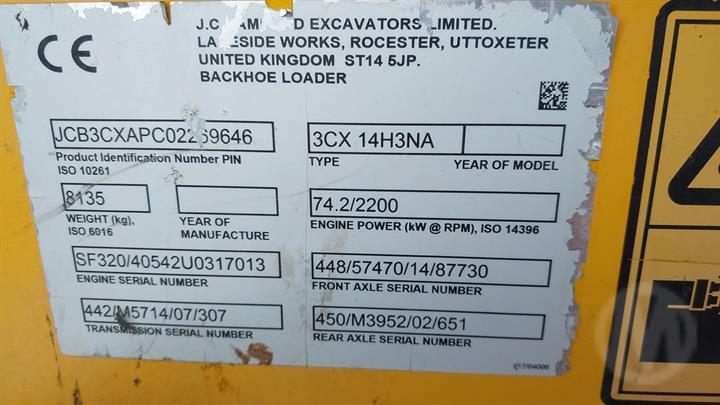 CE
J.C. BAMFORD EXCAVATORS LIMITED.
LAKESIDE WORKS, ROCESTER, UTTOXETER
UNITED KINGDOM ST14 5JP.
BACKHOE LOADER
3CX 14H3NA
Product Identification Number PIN
ISO 10261
TYPE YEAR OF MODEL
8135
WEIGHT (kg),
ISO 6016
YEAR OF
MANUFACTURE
74.2/2200
ENGINE POWER (kW @ RPM), ISO 14396
SF320/40542U0317013
ENGINE SERIAL NUMBER
448/57470/14/87730
FRONT AXLE SERIAL NUMBER
442/M5714/07/307
TRANSMISSION SERIAL NUMBER
450/M3952/02/651
REAR AXLE SERIAL NUMBER